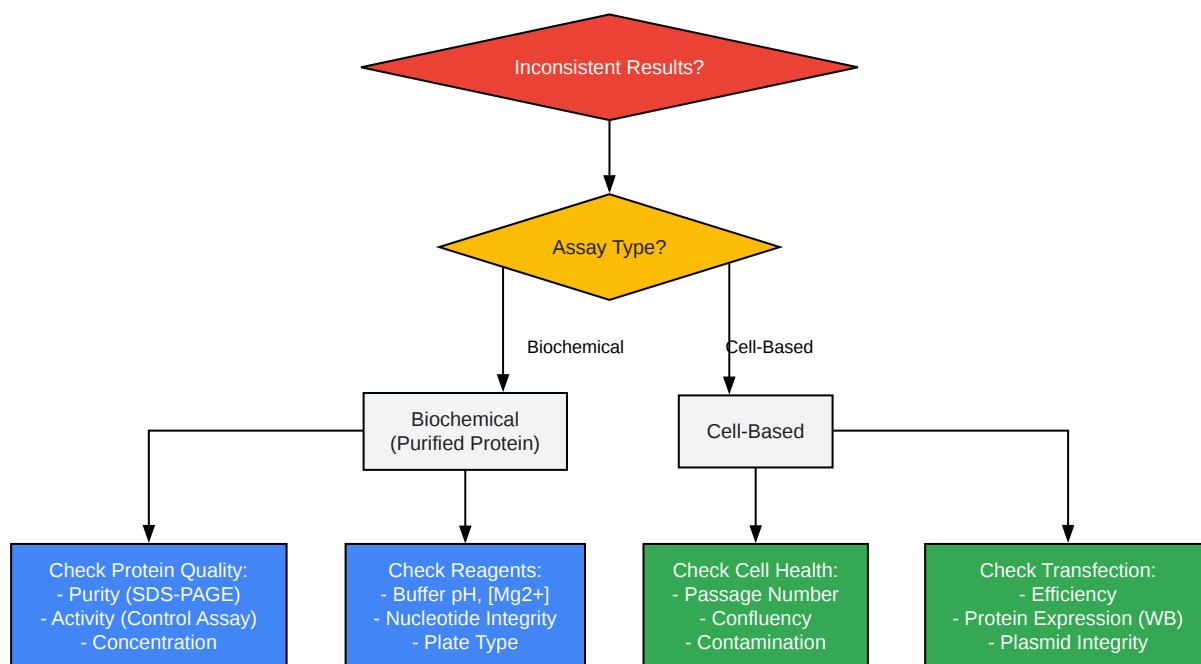 Inconsistent Results?
Assay Type?
Biochemical
Cell-Based
Biochemical
(Purified Protein)
Cell-Based
Check Protein Quality:
- Purity (SDS-PAGE)
- Activity (Control Assay)
- Concentration
Check Reagents:
- Buffer pH, [Mg2+]
- Nucleotide Integrity
- Plate Type
Check Cell Health:
- Passage Number
- Confluency
- Contamination
Check Transfection:
- Efficiency
- Protein Expression (WB)
- Plasmid Integrity